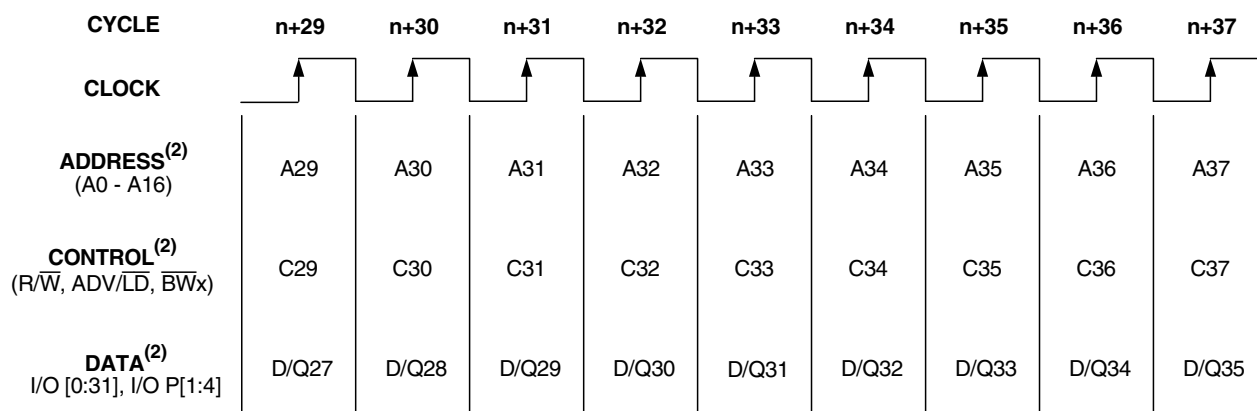 CYCLE n+29 n+30 n+31 n+32 n+33 n+34 n+35 n+36 n+37
CLOCK
ADDRESS(2)
(A0 - A16) A29 A30 A31 A32 A33 A34 A35 A36 A37
CONTROL(2)
(R/W̅, ADV/L̅D̅, B̅W̅x) C29 C30 C31 C32 C33 C34 C35 C36 C37
DATA(2)
I/O [0:31], I/O P[1:4] D/Q27 D/Q28 D/Q29 D/Q30 D/Q31 D/Q32 D/Q33 D/Q34 D/Q35